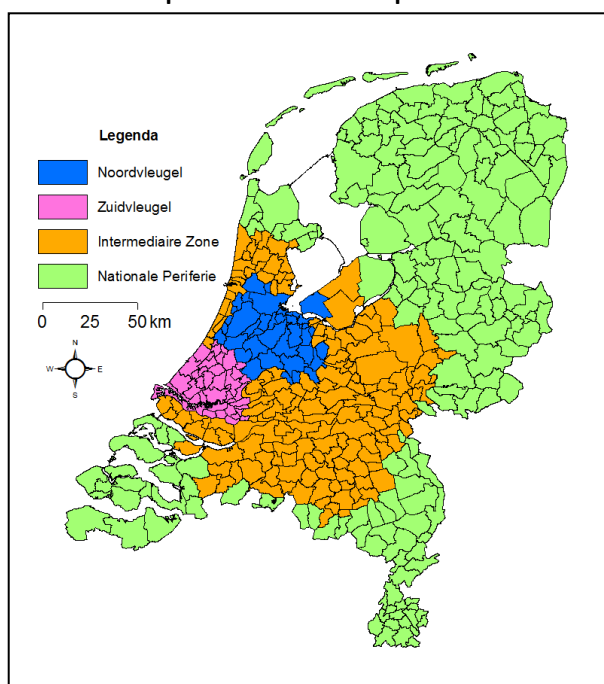 Legenda
Noordvleugel
Zuidvleugel
Intermediaire Zone
Nationale Periferie
0 25 50 km
N
W E
S